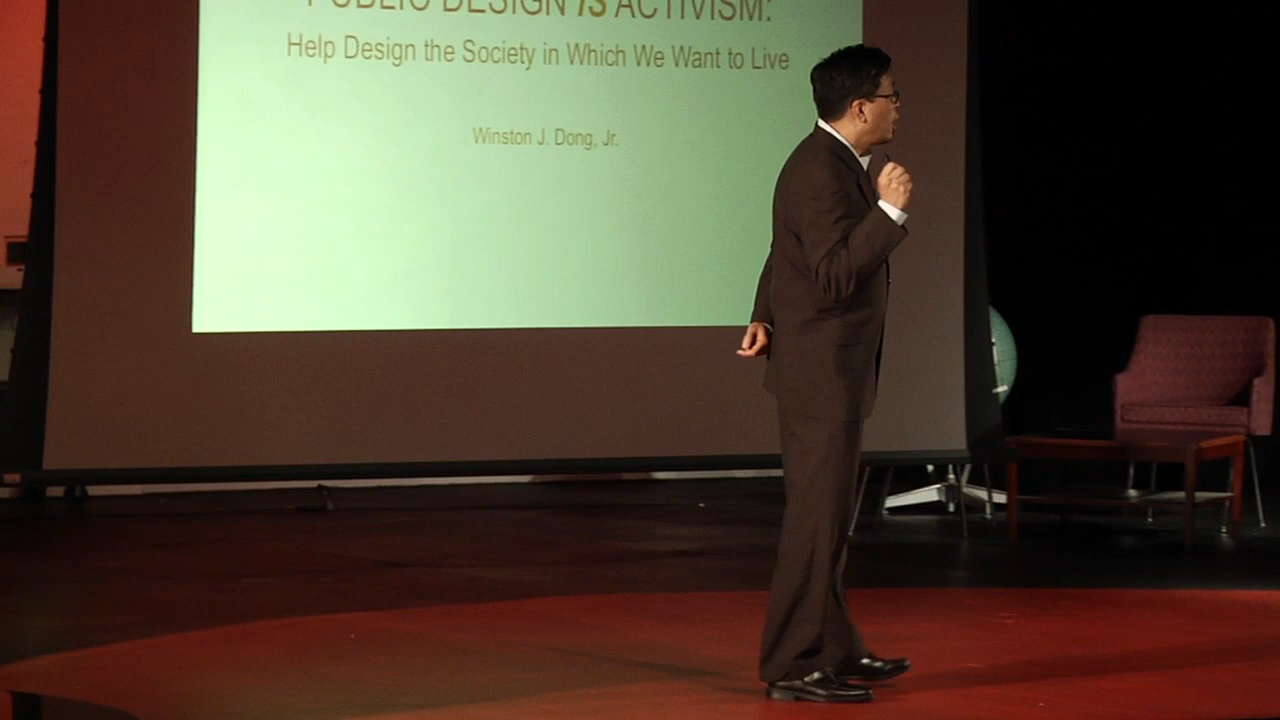 PUBLIC DESIGN IS ACTIVISM:
Help Design the Society in Which We Want to Live
Winston J. Dong, Jr.